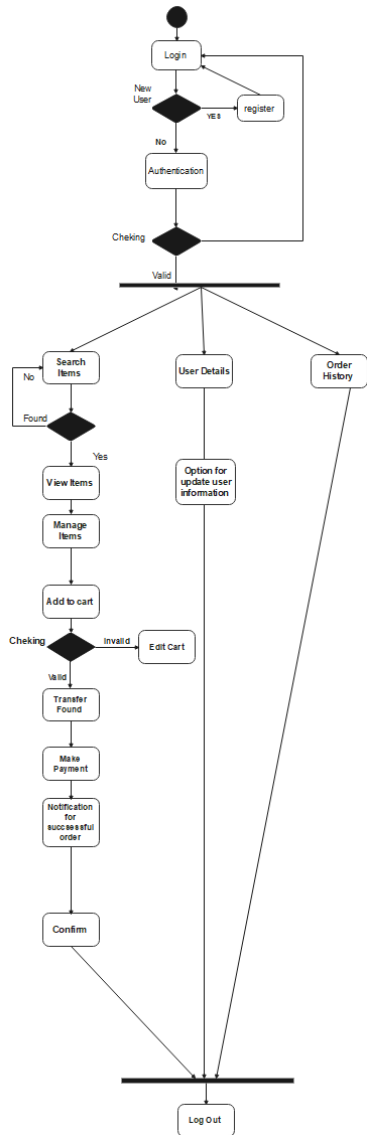 Login
New
User
YES
register
No
Authentication
Cheking
Valid
Search
Items
User Details
Order
History
No
Found
Yes
View Items
Option for
update user
information
Manage
Items
Add to cart
Cheking
Invalid
Edit Cart
Valid
Transfer
Found
Make
Payment
Notification
for
succsessful
order
Confirm
Log Out